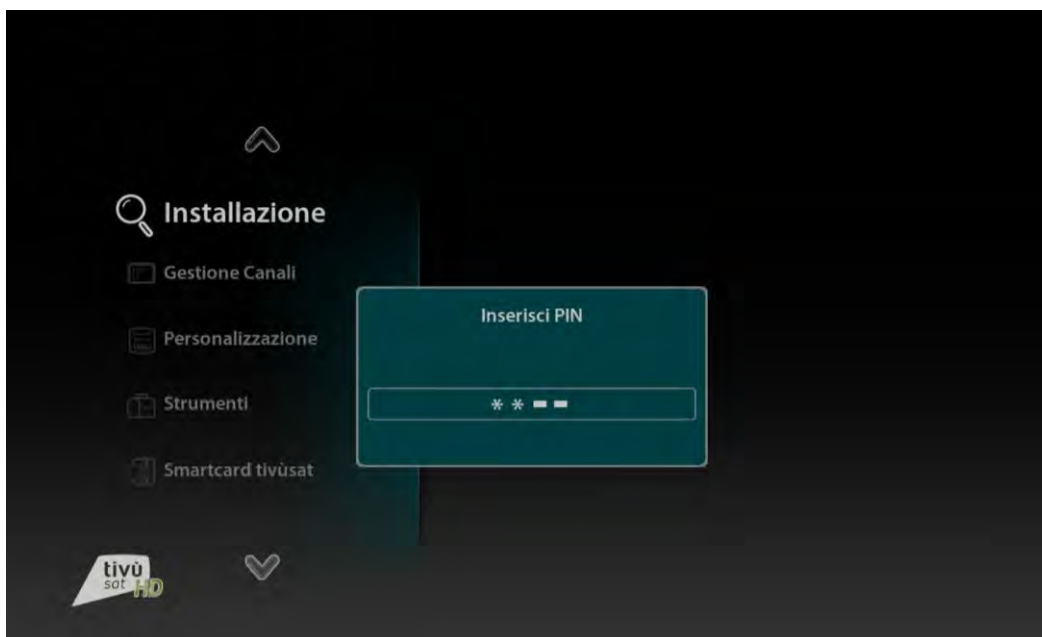 Installazione
Gestione Canali
Inserisci PIN
Personalizzazione
* * - -
Strumenti
Smartcard tivùsat
tivù
sat HD